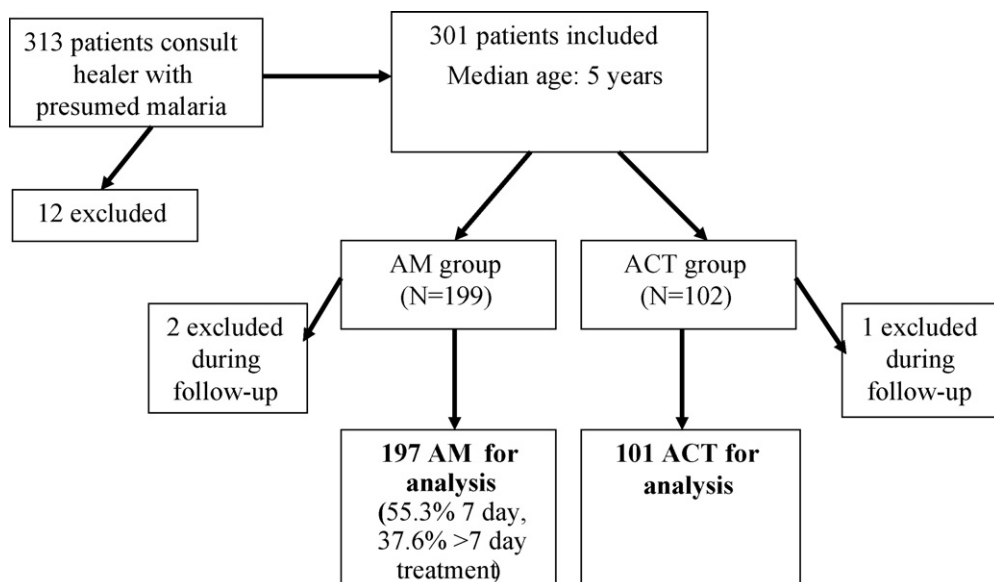 313 patients consult
healer with
presumed malaria
301 patients included
Median age: 5 years
12 excluded
AM group
(N=199)
ACT group
(N=102)
2 excluded
during
follow-up
1 excluded
during
follow-up
197 AM for
analysis
(55.3% 7 day,
37.6% >7 day
treatment)
101 ACT for
analysis